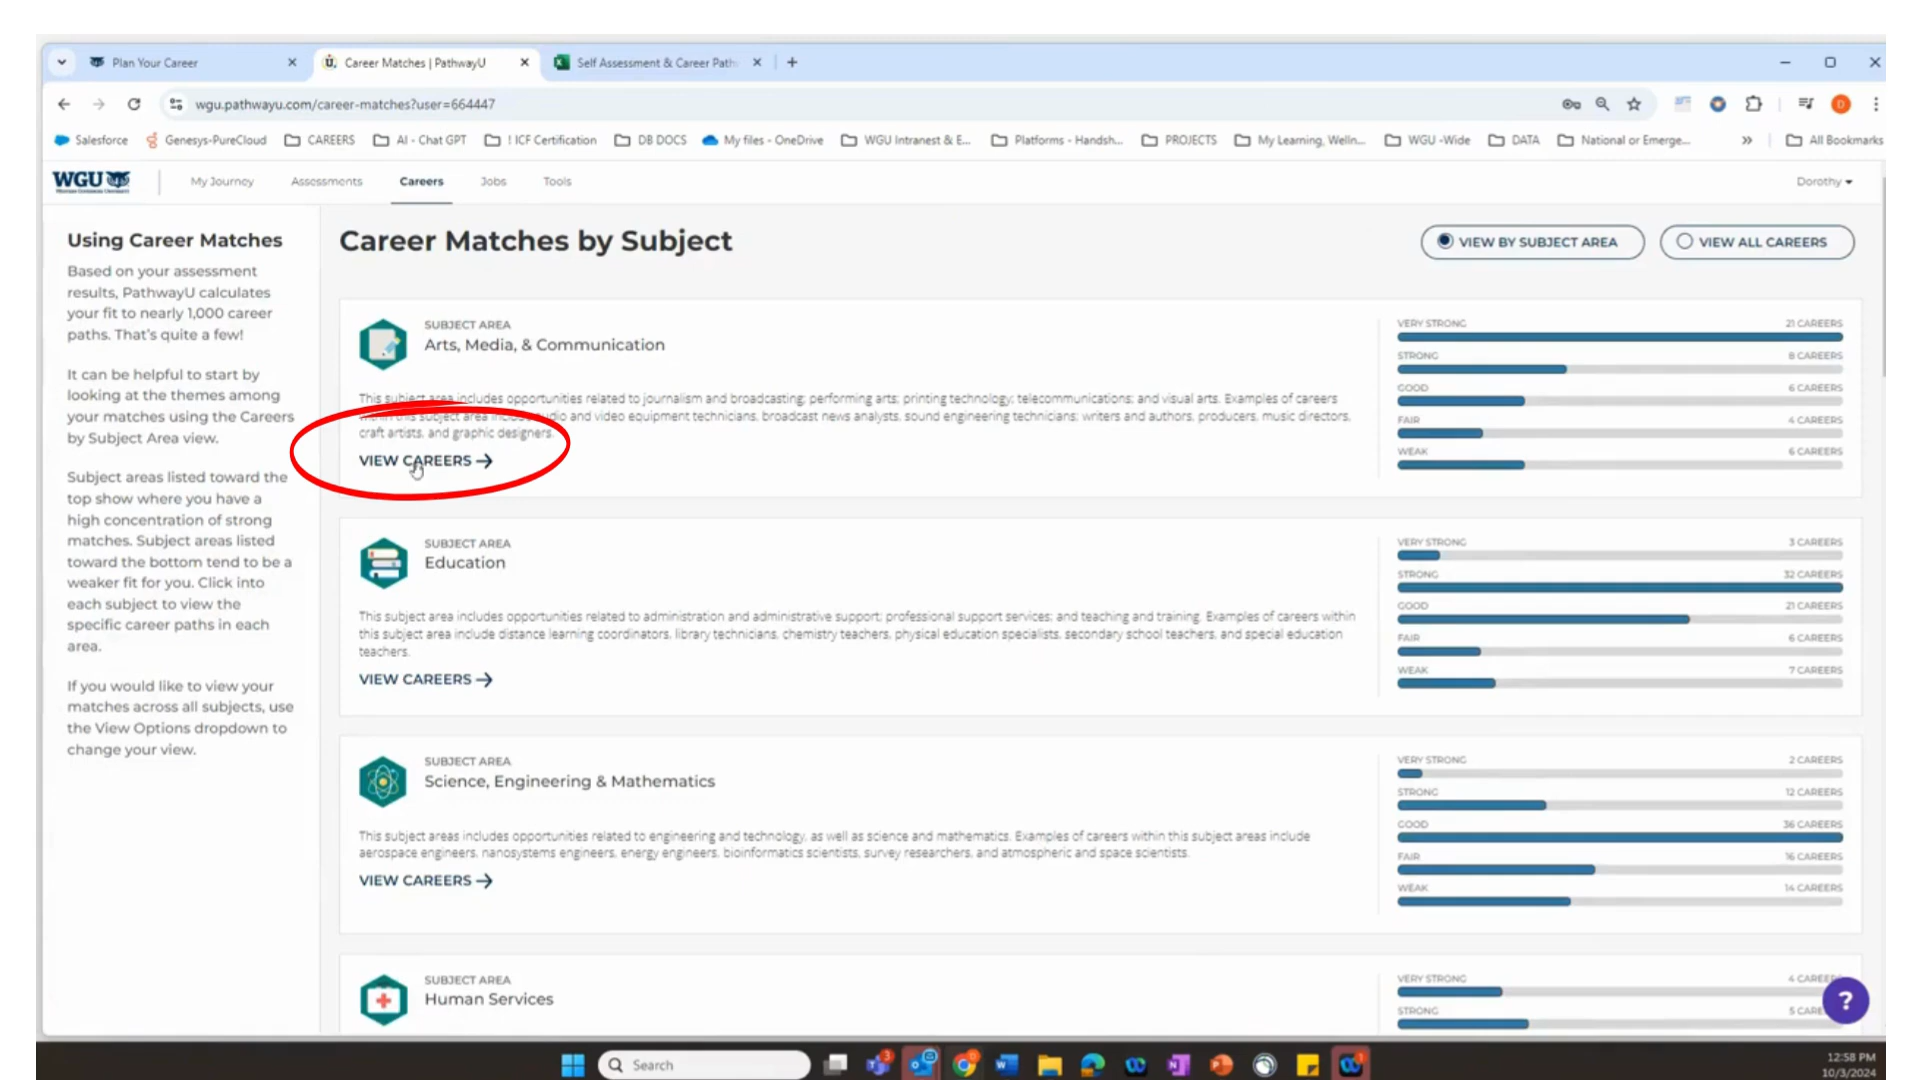 Plan Your Career
Career Matches | PathwayU
Self Assessment & Career Path
wgu.pathwayu.com/career-matches?user=664447
D
Salesforce
Genesys-PureCloud
CAREERS
AI - Chat GPT
! ICF Certification
DB DOCS
My files - OneDrive
WGU Intranest & E...
Platforms - Handsh...
PROJECTS
My Learning, Welln...
WGU -Wide
DATA
National or Emerge...
All Bookmarks
WGU
My Journey
Assessments
Careers
Jobs
Tools
Dorothy
Using Career Matches
Based on your assessment
results, PathwayU calculates
your fit to nearly 1,000 career
paths. That's quite a few!
It can be helpful to start by
looking at the themes among
your matches using the Careers
by Subject Area view.
Subject areas listed toward the
top show where you have a
high concentration of strong
matches. Subject areas listed
toward the bottom tend to be a
weaker fit for you. Click into
each subject to view the
specific career paths in each
area.
If you would like to view your
matches across all subjects, use
the View Options dropdown to
change your view.
Career Matches by Subject
VIEW BY SUBJECT AREA
VIEW ALL CAREERS
SUBJECT AREA
Arts, Media, & Communication
This subject area includes opportunities related to journalism and broadcasting; performing arts; printing technology; telecommunications; and visual arts. Examples of careers
within this subject area include audio and video equipment technicians, broadcast news analysts, sound engineering technicians; writers and authors, producers, music directors,
craft artists, and graphic designers.
VIEW CAREERS →
VERY STRONG 21 CAREERS
STRONG 8 CAREERS
GOOD 6 CAREERS
FAIR 4 CAREERS
WEAK 6 CAREERS
SUBJECT AREA
Education
This subject area includes opportunities related to administration and administrative support; professional support services; and teaching and training. Examples of careers within
this subject area include distance learning coordinators, library technicians, chemistry teachers, physical education specialists, secondary school teachers, and special education
teachers.
VIEW CAREERS →
VERY STRONG 3 CAREERS
STRONG 32 CAREERS
GOOD 21 CAREERS
FAIR 6 CAREERS
WEAK 7 CAREERS
SUBJECT AREA
Science, Engineering & Mathematics
This subject areas includes opportunities related to engineering and technology, as well as science and mathematics. Examples of careers within this subject areas include
aerospace engineers, nanosystems engineers, energy engineers, bioinformatics scientists, survey researchers, and atmospheric and space scientists.
VIEW CAREERS →
VERY STRONG 2 CAREERS
STRONG 12 CAREERS
GOOD 36 CAREERS
FAIR 16 CAREERS
WEAK 14 CAREERS
SUBJECT AREA
Human Services
VERY STRONG 4 CAREERS
STRONG 5 CARE
?
Search
12:58 PM
10/3/2024